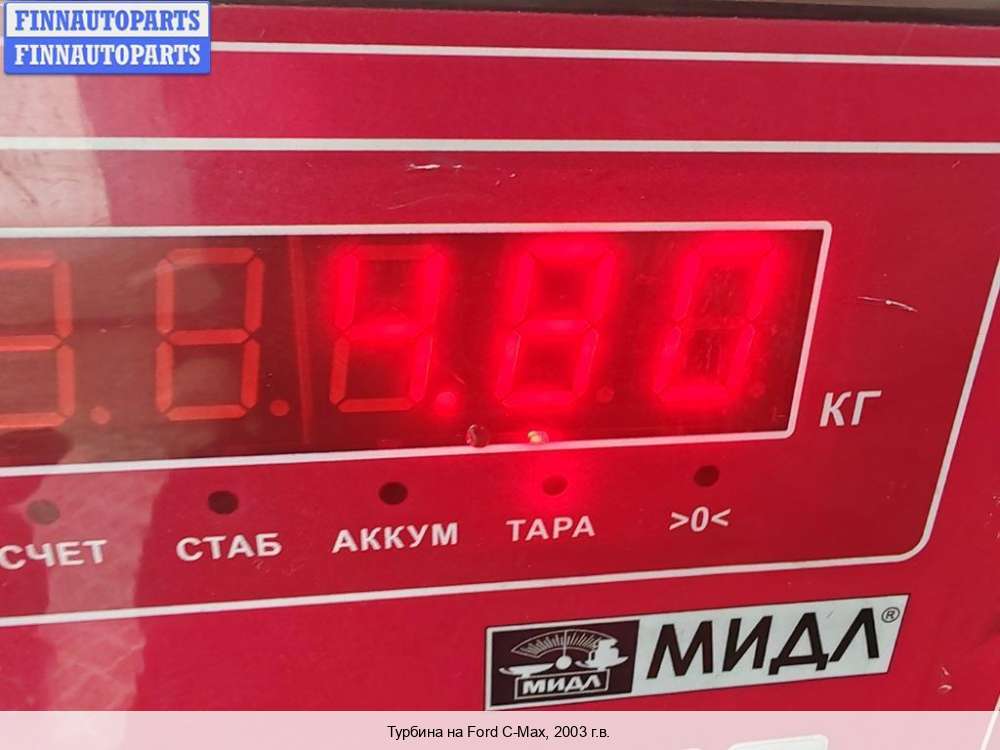 FINNAUTOPARTS
FINNAUTOPARTS
4.80
КГ
СЧЕТ СТАБ АККУМ ТАРА >0<
МИДЛ МИДЛ®
Турбина на Ford C-Max, 2003 г.в.